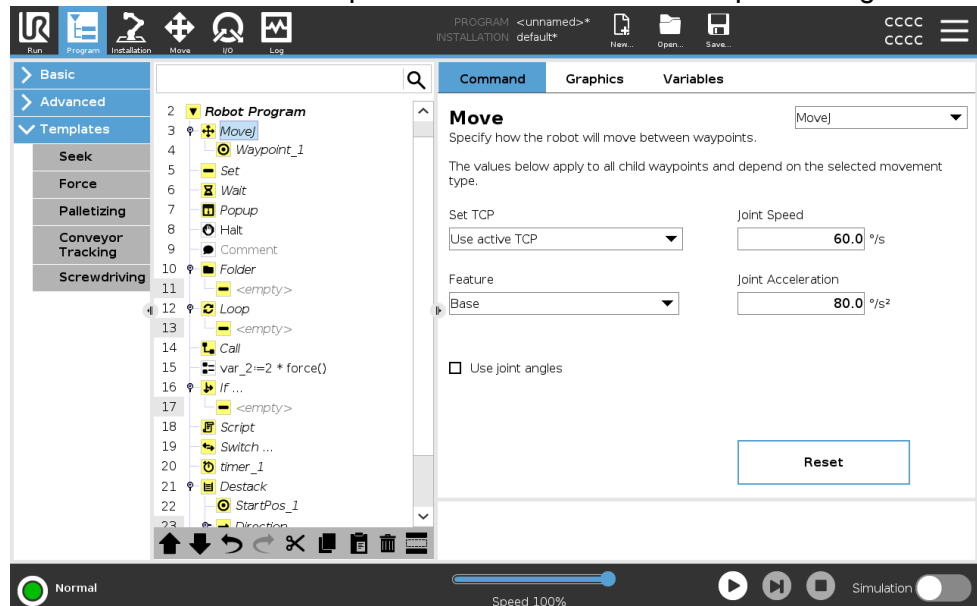 PROGRAM <unnamed>*
INSTALLATION default*
Run
Program
Installation
Move
I/O
Log
New...
Open...
Save...
CCCC
CCCC
Basic
Advanced
Templates
Seek
Force
Palletizing
Conveyor
Tracking
Screwdriving
2 Robot Program
3 MoveJ
4 Waypoint_1
5 Set
6 Wait
7 Popup
8 Halt
9 Comment
10 Folder
11 <empty>
12 Loop
13 <empty>
14 Call
15 var_2≔2 * force()
16 If ...
17 <empty>
18 Script
19 Switch ...
20 timer_1
21 Destack
22 StartPos_1
23 Direction
Command Graphics Variables
Move
MoveJ
Specify how the robot will move between waypoints.
The values below apply to all child waypoints and depend on the selected movement
type.
Set TCP
Joint Speed
Use active TCP
60.0 °/s
Feature
Joint Acceleration
Base
80.0 °/s²
Use joint angles
Reset
Normal
Speed 100%
Simulation